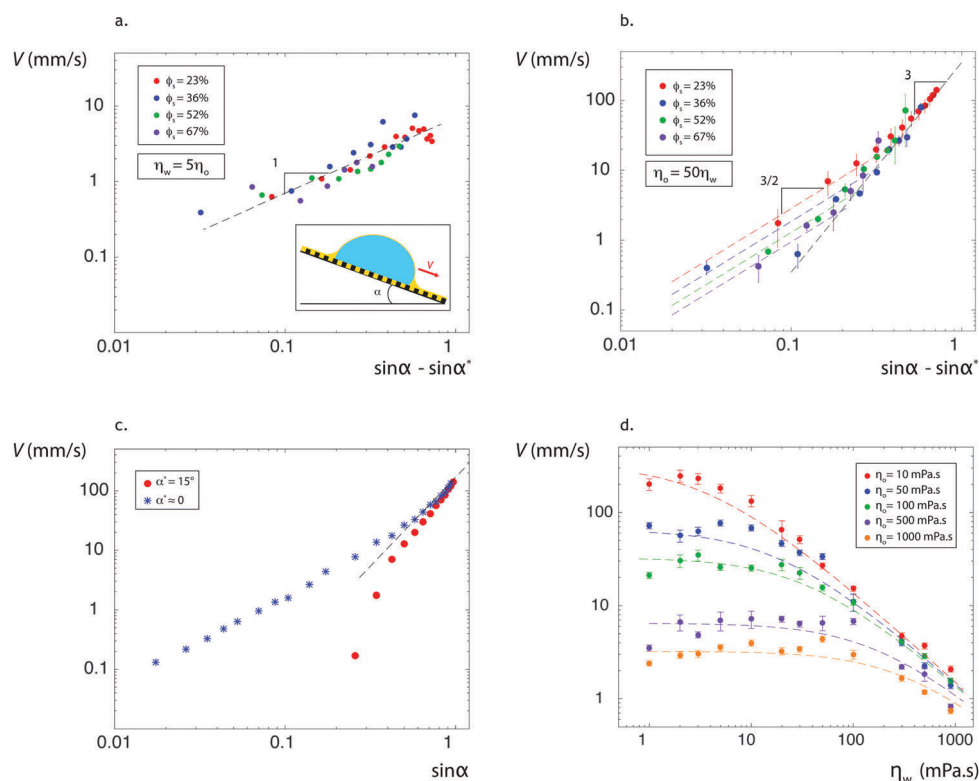 a.
V (mm/s)
10
1
0.1
0.01
0.1
1
sinα - sinα*
ϕs = 23%
ϕs = 36%
ϕs = 52%
ϕs = 67%
ηw = 5ηo
1
V
α
b.
V (mm/s)
100
10
1
0.1
0.01
0.1
1
sinα - sinα*
ϕs = 23%
ϕs = 36%
ϕs = 52%
ϕs = 67%
ηo = 50ηw
3
3/2
c.
V (mm/s)
100
10
1
0.1
0.01
0.1
1
sinα
α* = 15°
α* ≈ 0
d.
V (mm/s)
100
10
1
1
10
100
1000
ηw (mPa.s)
ηo = 10 mPa.s
ηo = 50 mPa.s
ηo = 100 mPa.s
ηo = 500 mPa.s
ηo = 1000 mPa.s